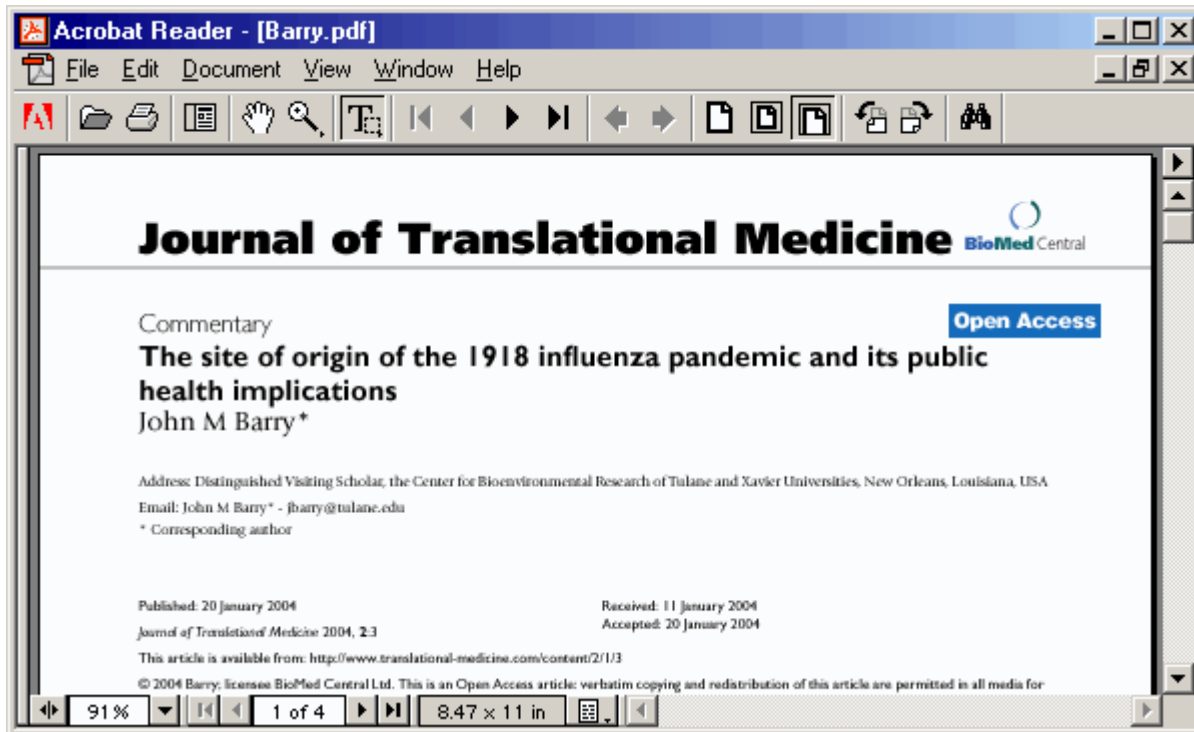 Acrobat Reader - [Barry.pdf]
File Edit Document View Window Help
Journal of Translational Medicine
BioMed Central
Commentary
Open Access
The site of origin of the 1918 influenza pandemic and its public
health implications
John M Barry*
Address: Distinguished Visiting Scholar, the Center for Bioenvironmental Research of Tulane and Xavier Universities, New Orleans, Louisiana, USA
Email: John M Barry* - jbarry@tulane.edu
* Corresponding author
Published: 20 January 2004
Received: 11 January 2004
Accepted: 20 January 2004
Journal of Translational Medicine 2004, 2:3
This article is available from: http://www.translational-medicine.com/content/2/1/3
© 2004 Barry; licensee BioMed Central Ltd. This is an Open Access article: verbatim copying and redistribution of this article are permitted in all media for
91% 1 of 4 8.47 x 11 in